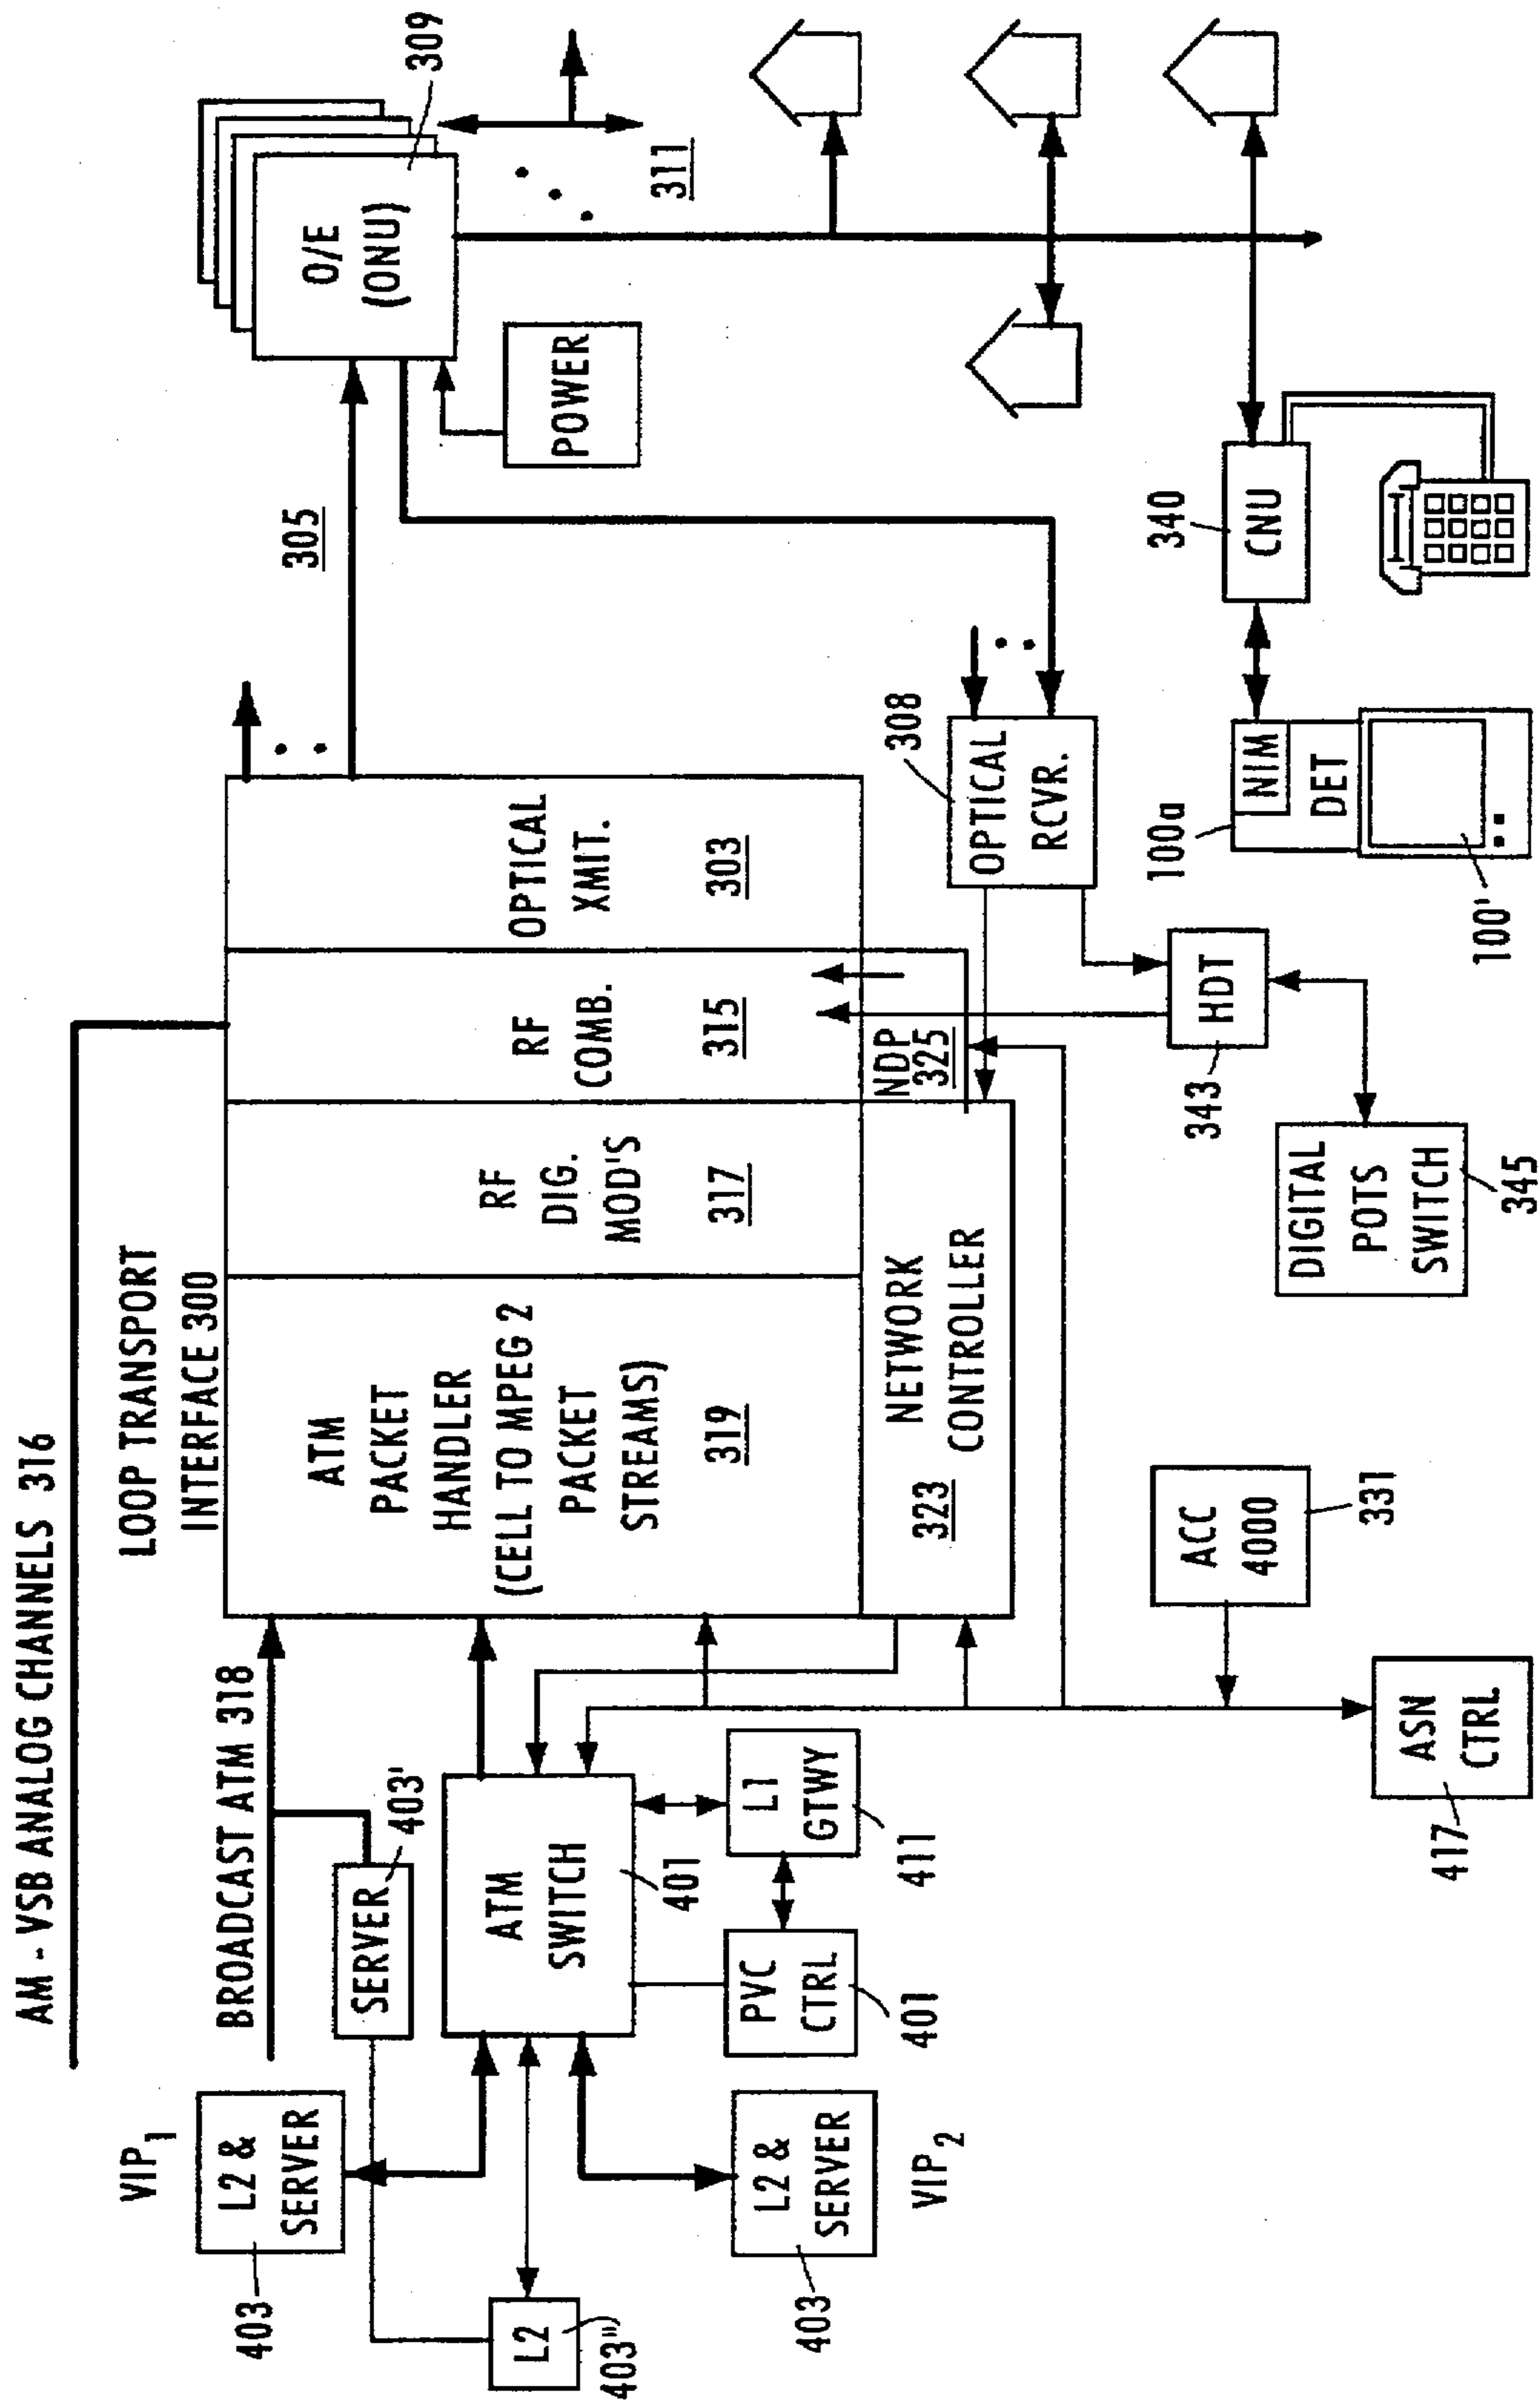 AM - VSB ANALOG CHANNELS 316
LOOP TRANSPORT
INTERFACE 300
BROADCAST ATM 318
VIP1
L2 &
SERVER
403
SERVER
403'
L2
403"
ATM
SWITCH
401
L2 &
SERVER
403
VIP2
PVC
CTRL
401
L1
GTWY
411
ATM
PACKET
HANDLER
(CELL TO MPEG 2
PACKET
STREAMS)
319
RF
DIG.
MOD'S
317
RF
COMB.
315
OPTICAL
XMIT.
303
NETWORK
CONTROLLER
323
NDP
325
305
O/E
(ONU)
309
POWER
311
OPTICAL
RCVR.
308
HDT
343
DIGITAL
POTS
SWITCH
345
ACC
4000
331
ASN
CTRL
417
NIM
DET
100a
100'
CNU
340